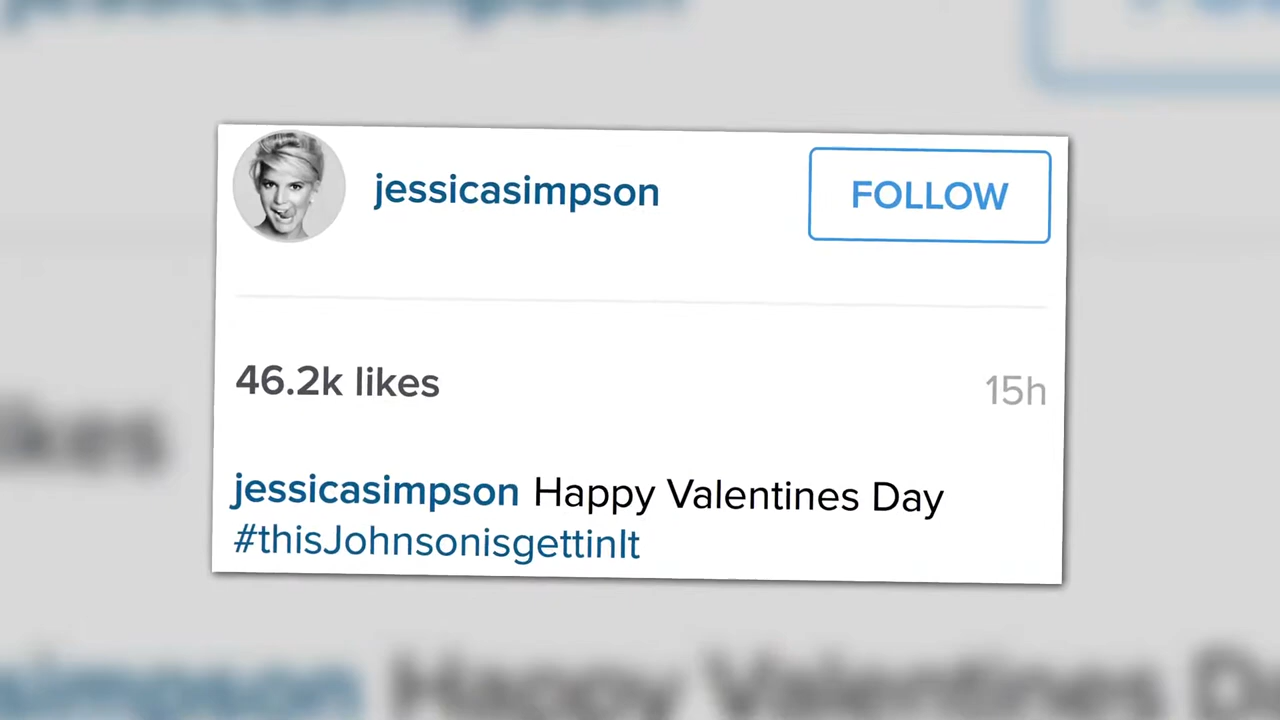 jessicasimpson
FOLLOW
46.2k likes
15h
jessicasimpson Happy Valentines Day
#thisJohnsonisgettinIt